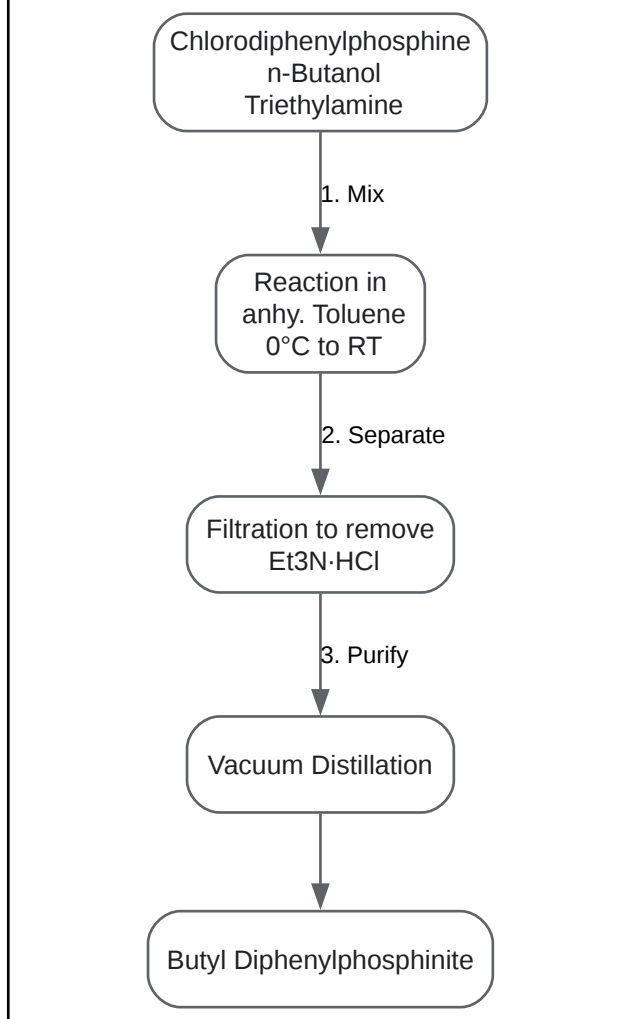 Chlorodiphenylphosphine
n-Butanol
Triethylamine
1. Mix
Reaction in
anhy. Toluene
0°C to RT
2. Separate
Filtration to remove
Et3N·HCl
3. Purify
Vacuum Distillation
Butyl Diphenylphosphinite